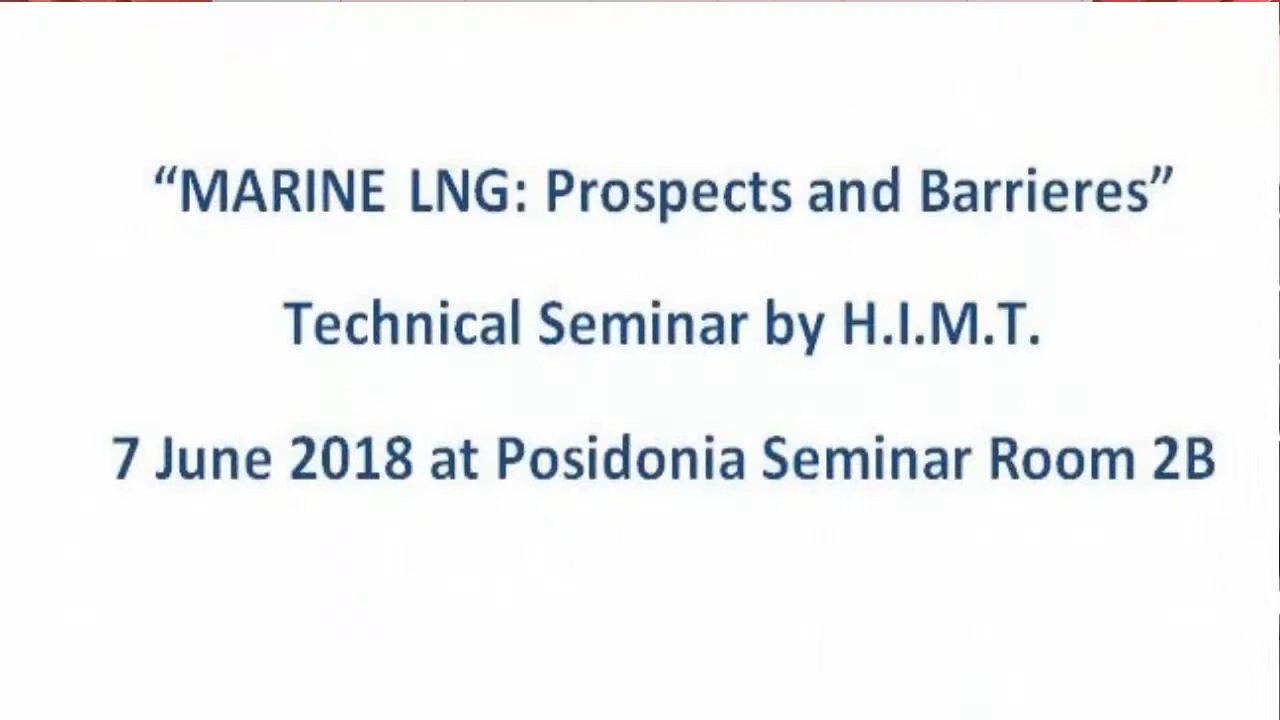 “MARINE LNG: Prospects and Barrieres”
Technical Seminar by H.I.M.T.
7 June 2018 at Posidonia Seminar Room 2B